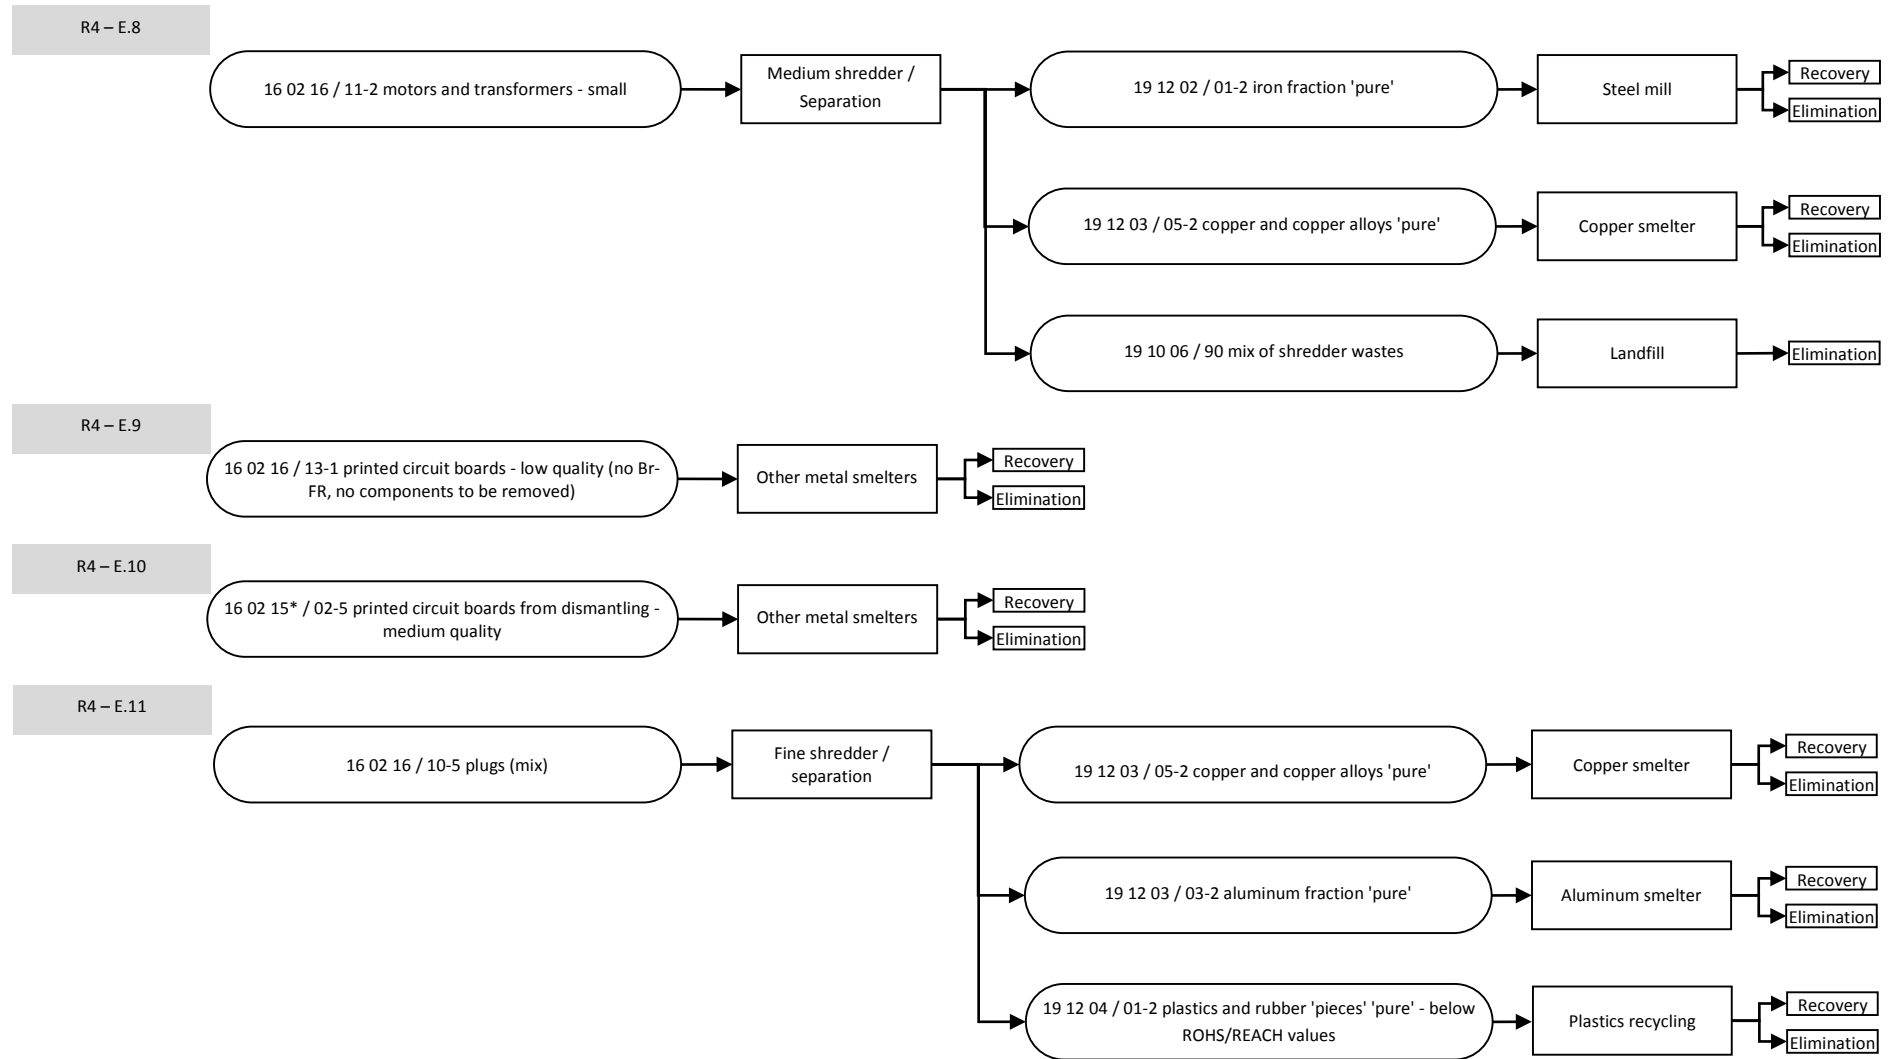 R4 – E.8
16 02 16 / 11-2 motors and transformers - small
Medium shredder /
Separation
19 12 02 / 01-2 iron fraction 'pure'
Steel mill
Recovery
Elimination
19 12 03 / 05-2 copper and copper alloys 'pure'
Copper smelter
Recovery
Elimination
19 10 06 / 90 mix of shredder wastes
Landfill
Elimination
R4 – E.9
16 02 16 / 13-1 printed circuit boards - low quality (no Br-
FR, no components to be removed)
Other metal smelters
Recovery
Elimination
R4 – E.10
16 02 15* / 02-5 printed circuit boards from dismantling -
medium quality
Other metal smelters
Recovery
Elimination
R4 – E.11
16 02 16 / 10-5 plugs (mix)
Fine shredder /
separation
19 12 03 / 05-2 copper and copper alloys 'pure'
Copper smelter
Recovery
Elimination
19 12 03 / 03-2 aluminum fraction 'pure'
Aluminum smelter
Recovery
Elimination
19 12 04 / 01-2 plastics and rubber 'pieces' 'pure' - below
ROHS/REACH values
Plastics recycling
Recovery
Elimination